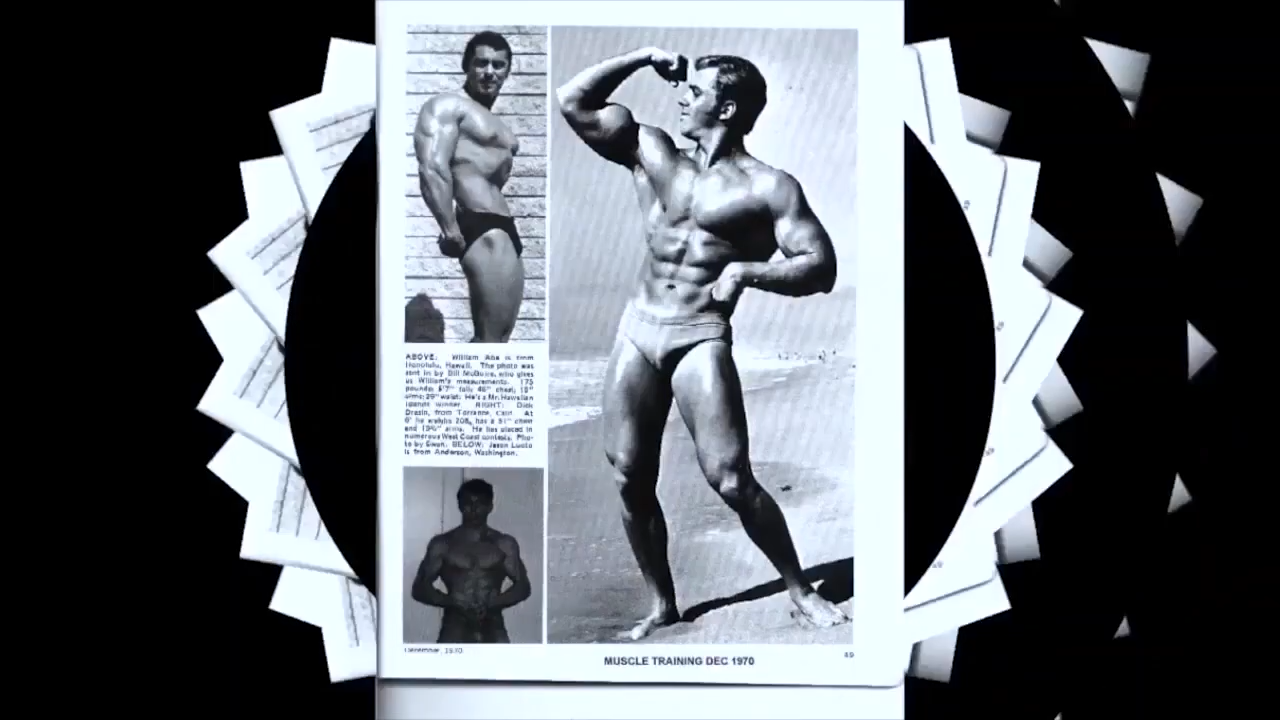 ABOVE: William Abe is from
Honolulu, Hawaii. The photo was
sent in by Bill McGuire, who gives
us William's measurements. 175
pounds; 5'7" tall; 46" chest; 18"
arms; 29" waist. He's a Mr. Hawaiian
Islands winner. RIGHT: Dick
from Torrance, Calif. At
6' he weighs 208, has a 51" chest
and 19½" arms. He has placed in
numerous West Coast contests. Pho-
to by Swan. BELOW: Jason
is from Anderson, Washington.
December, 1970
49
MUSCLE TRAINING DEC 1970